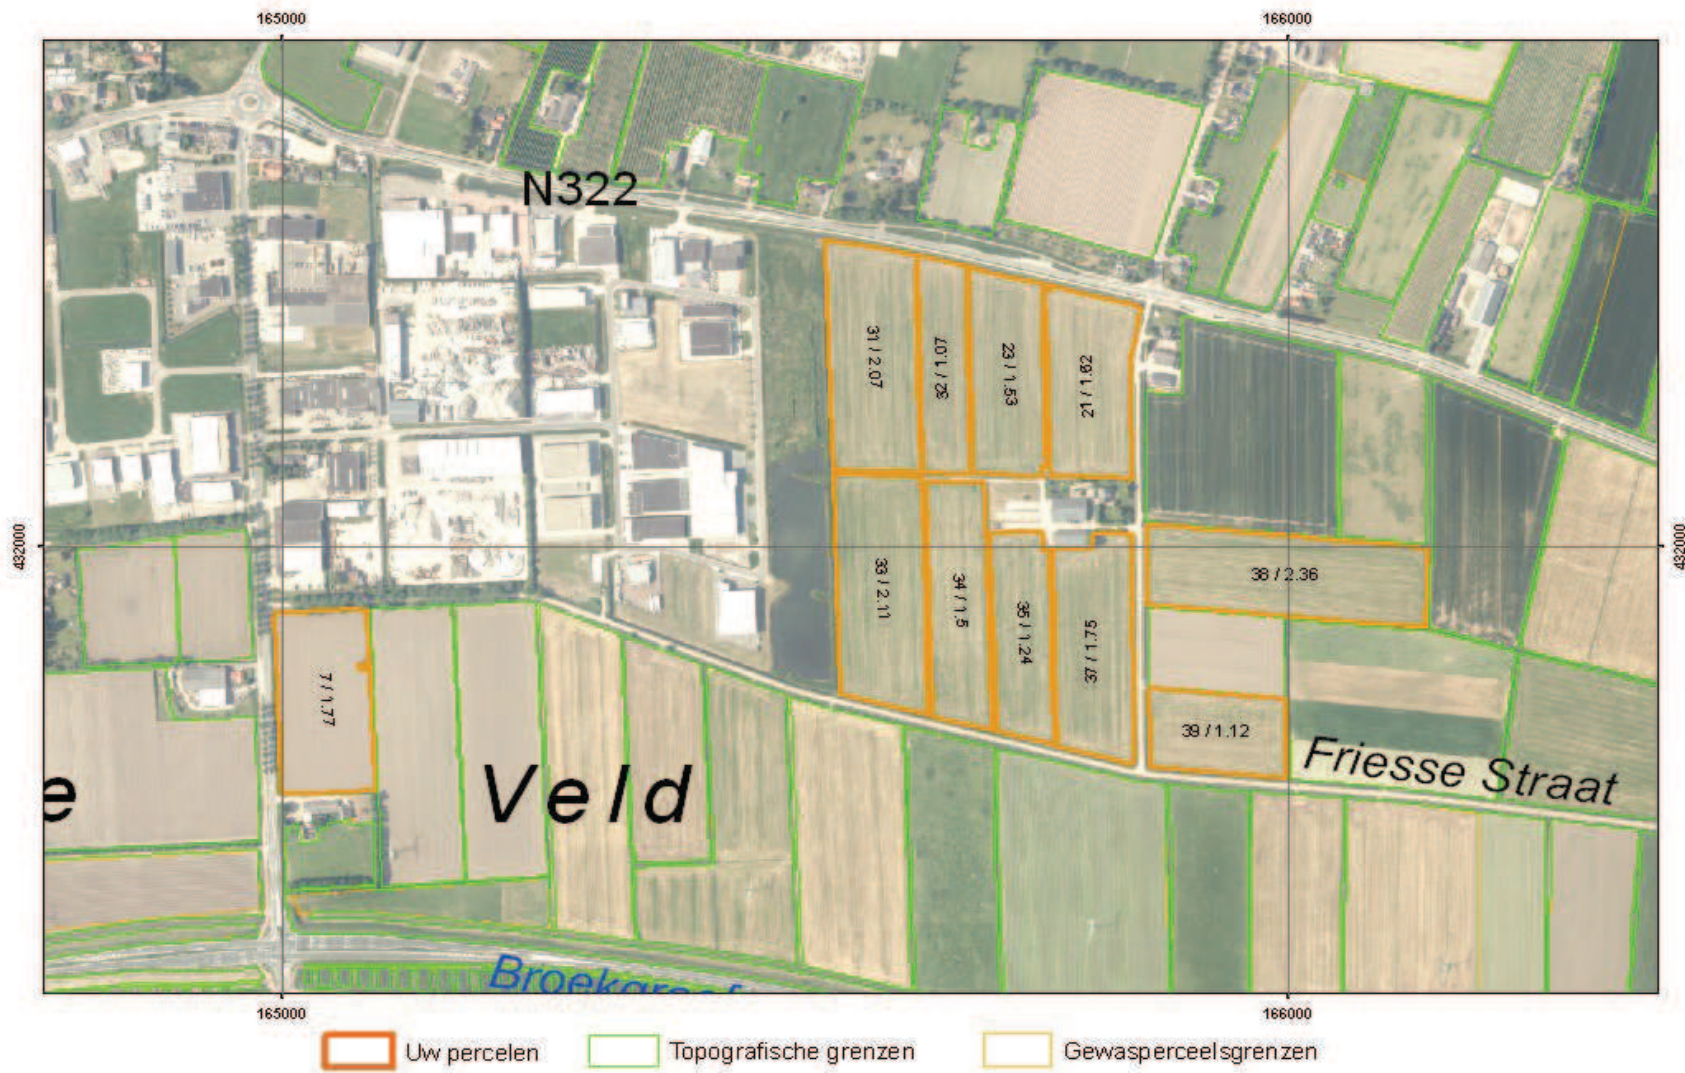 165000 166000
N322
31 / 2.07
32 / 1.07
23 / 1.53
21 / 1.62
432000 432000
33 / 2.11
34 / 1.5
35 / 1.24
37 / 1.75
38 / 2.36
7 / 1.77
39 / 1.12
e Veld
Friesse Straat
Broekgraaf
165000 166000
Uw percelen Topografische grenzen Gewasperceelsgrenzen